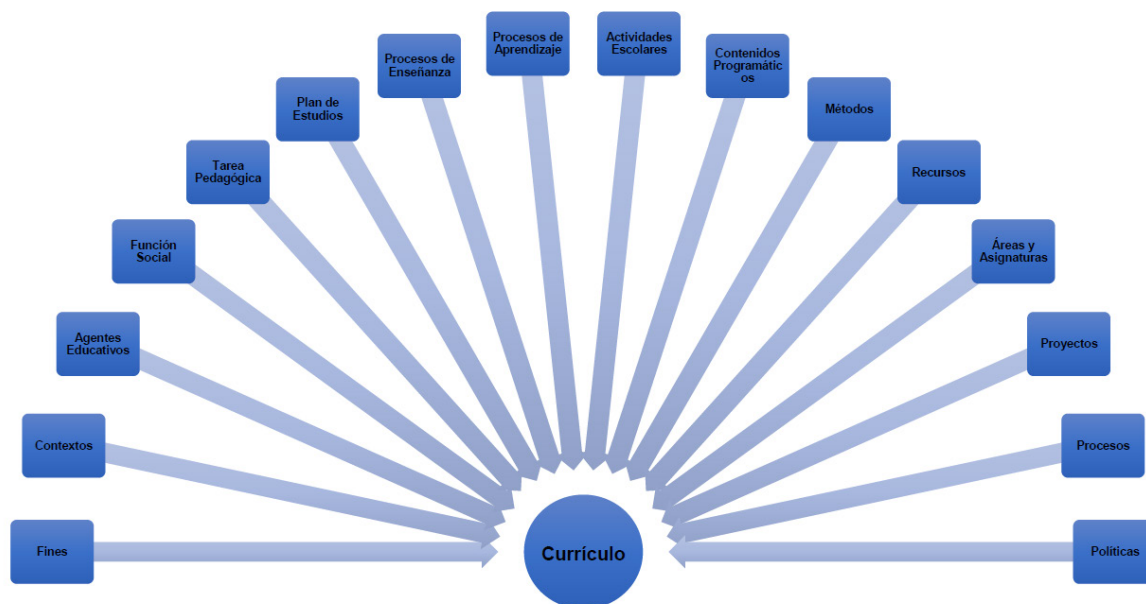 Fines
Contextos
Agentes
Educativos
Función
Social
Tarea
Pedagógica
Plan de
Estudios
Procesos de
Enseñanza
Procesos de
Aprendizaje
Actividades
Escolares
Contenidos
Programátic
os
Métodos
Recursos
Áreas y
Asignaturas
Proyectos
Procesos
Políticas
Currículo